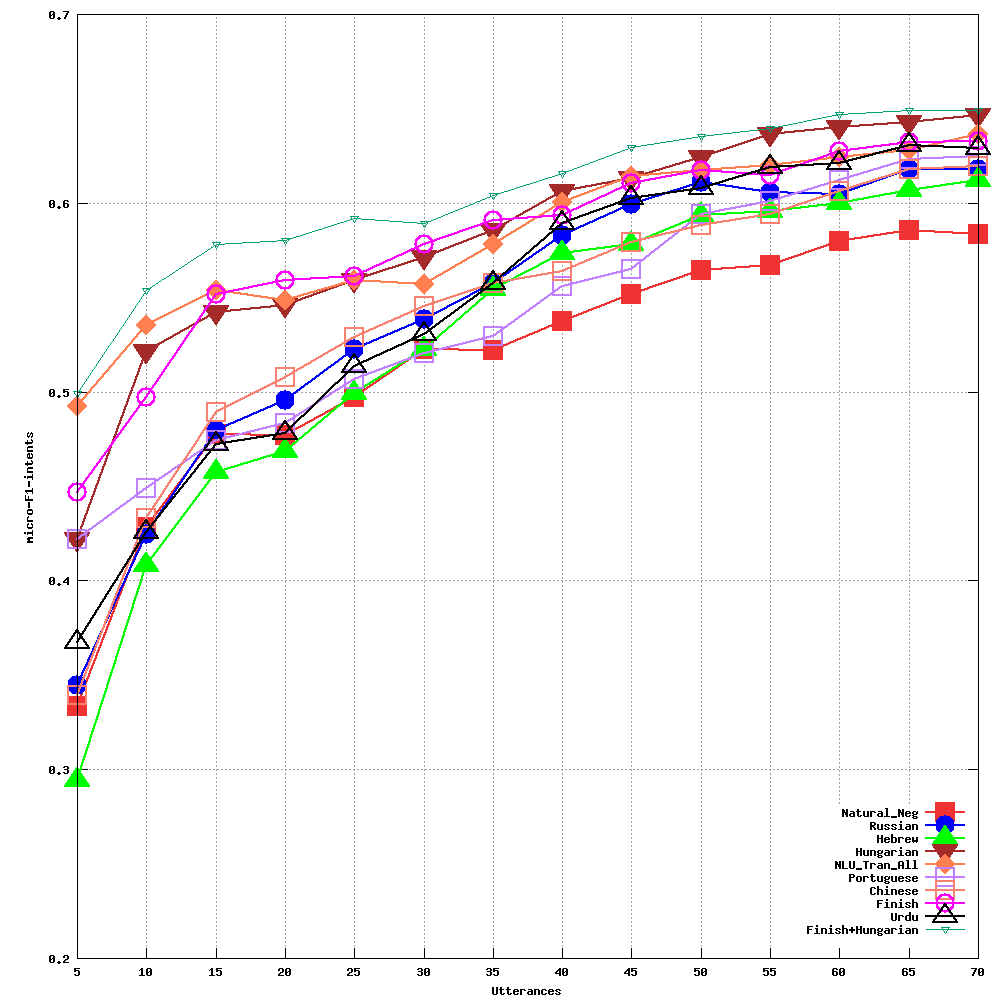 0.7
0.6
0.5
micro-F1-intents
0.4
0.3
Natural_Neg
Russian
Hebrew
Hungarian
NLU_Tran_All
Portuguese
Chinese
Finish
Urdu
Finish+Hungarian
0.2
5 10 15 20 25 30 35 40 45 50 55 60 65 70
Utterances